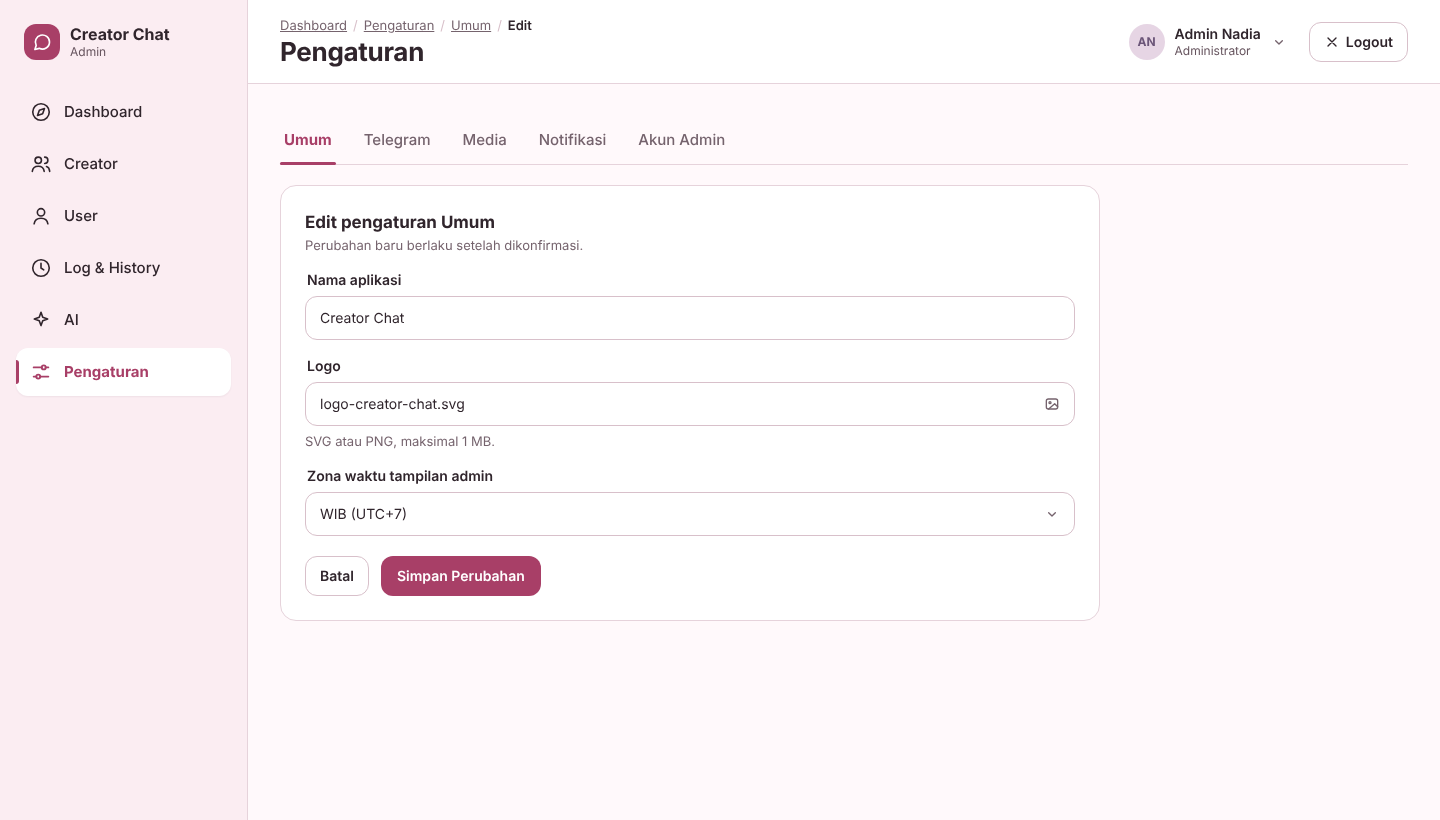 Creator Chat
Admin
Dashboard
Creator
User
Log & History
AI
Pengaturan
Dashboard / Pengaturan / Umum / Edit
Pengaturan
AN
Admin Nadia
Administrator
Logout
Umum
Telegram
Media
Notifikasi
Akun Admin
Edit pengaturan Umum
Perubahan baru berlaku setelah dikonfirmasi.
Nama aplikasi
Creator Chat
Logo
logo-creator-chat.svg
SVG atau PNG, maksimal 1 MB.
Zona waktu tampilan admin
WIB (UTC+7)
Batal
Simpan Perubahan